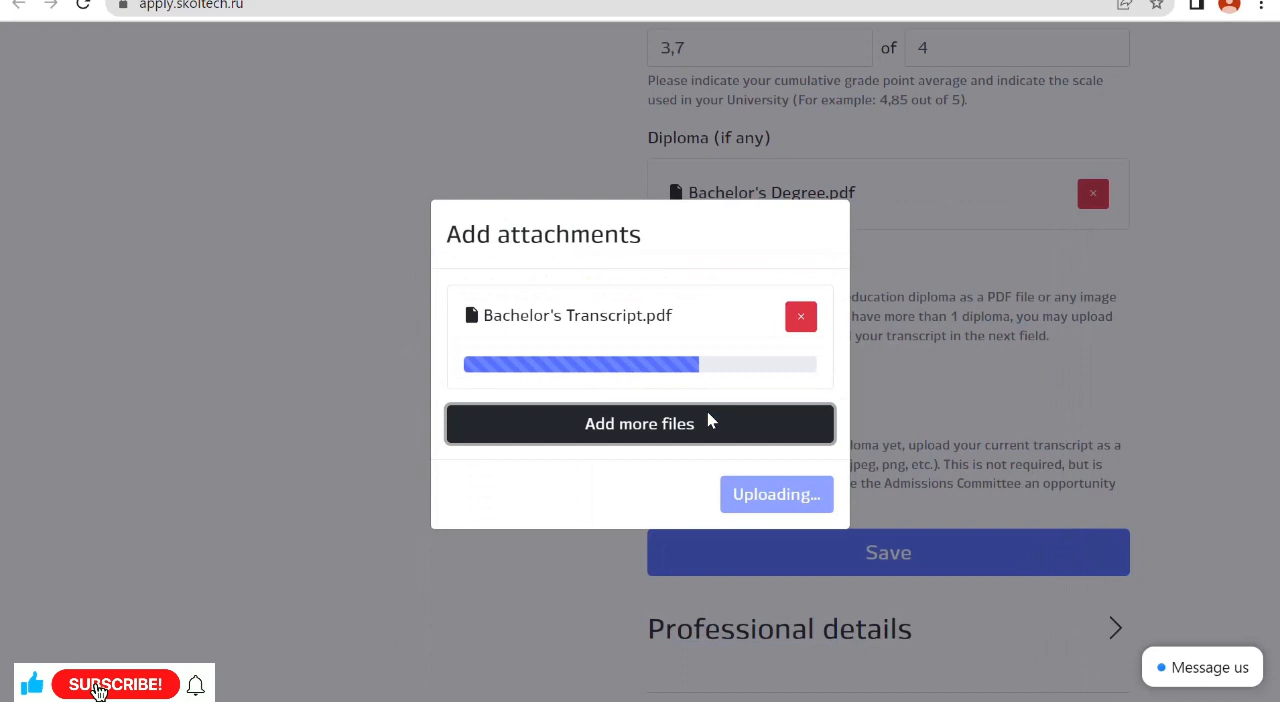 apply.skoltech.ru
3,7 of 4
Please indicate your cumulative grade point average and indicate the scale
used in your University (For example: 4,85 out of 5).
Diploma (if any)
Bachelor's Degree.pdf ×
Add attachments
Bachelor's Transcript.pdf ×
Add more files
Uploading...
education diploma as a PDF file or any image
have more than 1 diploma, you may upload
your transcript in the next field.
loma yet, upload your current transcript as a
jpeg, png, etc.). This is not required, but is
e the Admissions Committee an opportunity
Save
Professional details
Message us
SUBSCRIBE!